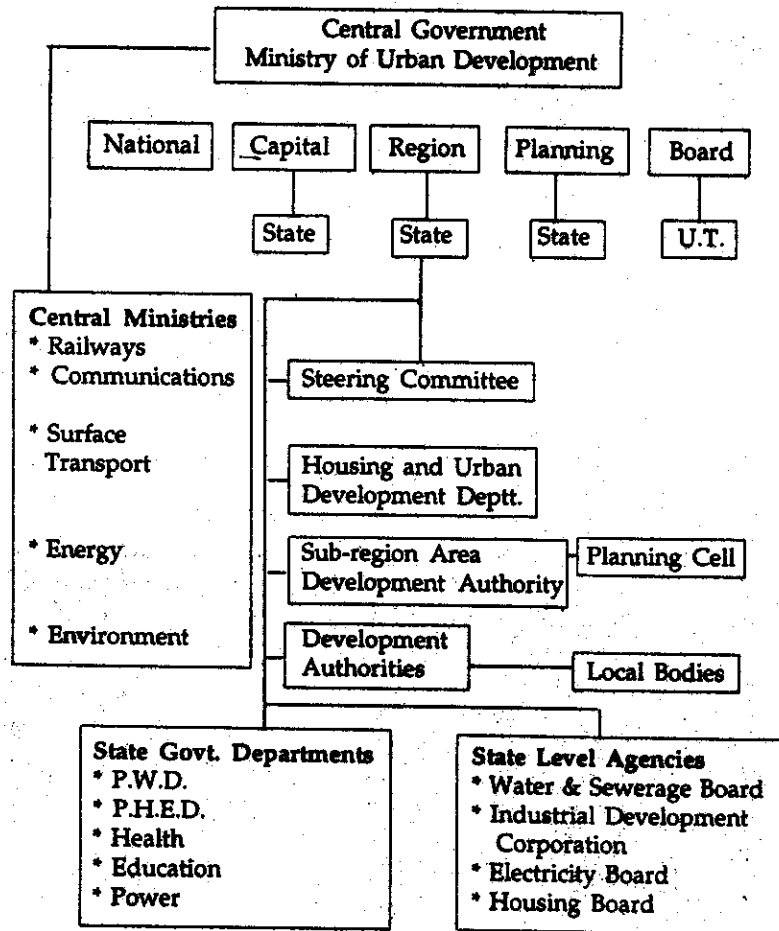 Central Government
Ministry of Urban Development
National Capital Region Planning Board
State State State U.T.
Central Ministries
* Railways
* Communications
* Surface
Transport
* Energy
* Environment
Steering Committee
Housing and Urban
Development Deptt.
Sub-region Area
Development Authority
Planning Cell
Development
Authorities
Local Bodies
State Govt. Departments
* P.W.D.
* P.H.E.D.
* Health
* Education
* Power
State Level Agencies
* Water & Sewerage Board
* Industrial Development
Corporation
* Electricity Board
* Housing Board